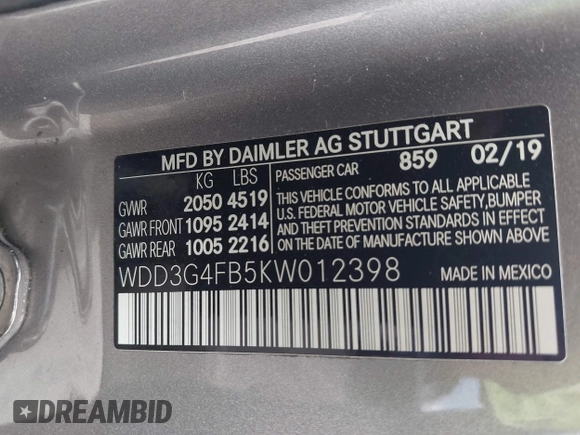 MFD BY DAIMLER AG STUTTGART
KG LBS PASSENGER CAR 859 02/19
GVWR 2050 4519
GAWR FRONT 1095 2414
GAWR REAR 1005 2216
THIS VEHICLE CONFORMS TO ALL APPLICABLE
U.S. FEDERAL MOTOR VEHICLE SAFETY, BUMPER
AND THEFT PREVENTION STANDARDS IN EFFECT
ON THE DATE OF MANUFACTURE SHOWN ABOVE.
WDD3G4FB5KW012398 MADE IN MEXICO
DREAMBID